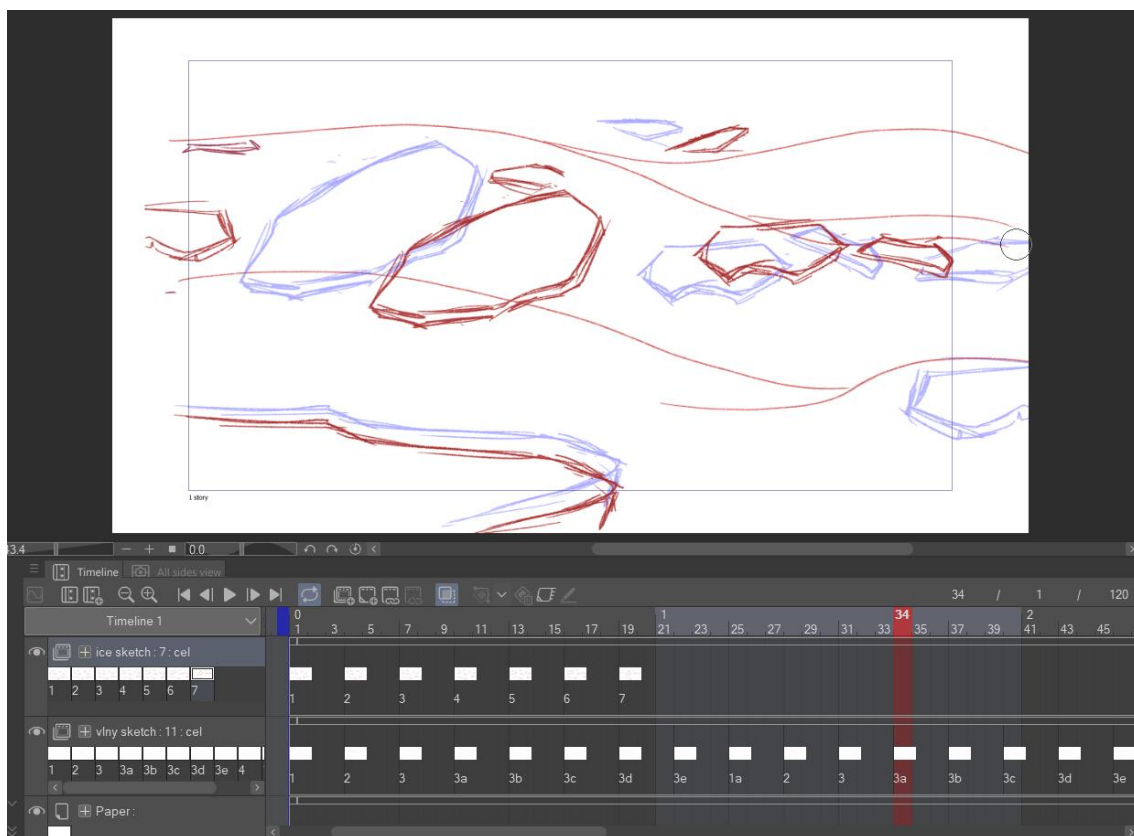 1 story
33.4 0.0
Timeline All sides view
34 / 1 / 120
Timeline 1
0 1 34 2
1 3 5 7 9 11 13 15 17 19 21 23 25 27 29 31 33 35 37 39 41 43 45
ice sketch : 7 : cel
1 2 3 4 5 6 7
1 2 3 4 5 6 7
vlny sketch : 11 : cel
1 2 3 3a 3b 3c 3d 3e 4
1 2 3 3a 3b 3c 3d 3e 1a 2 3 3a 3b 3c 3d 3e
Paper :